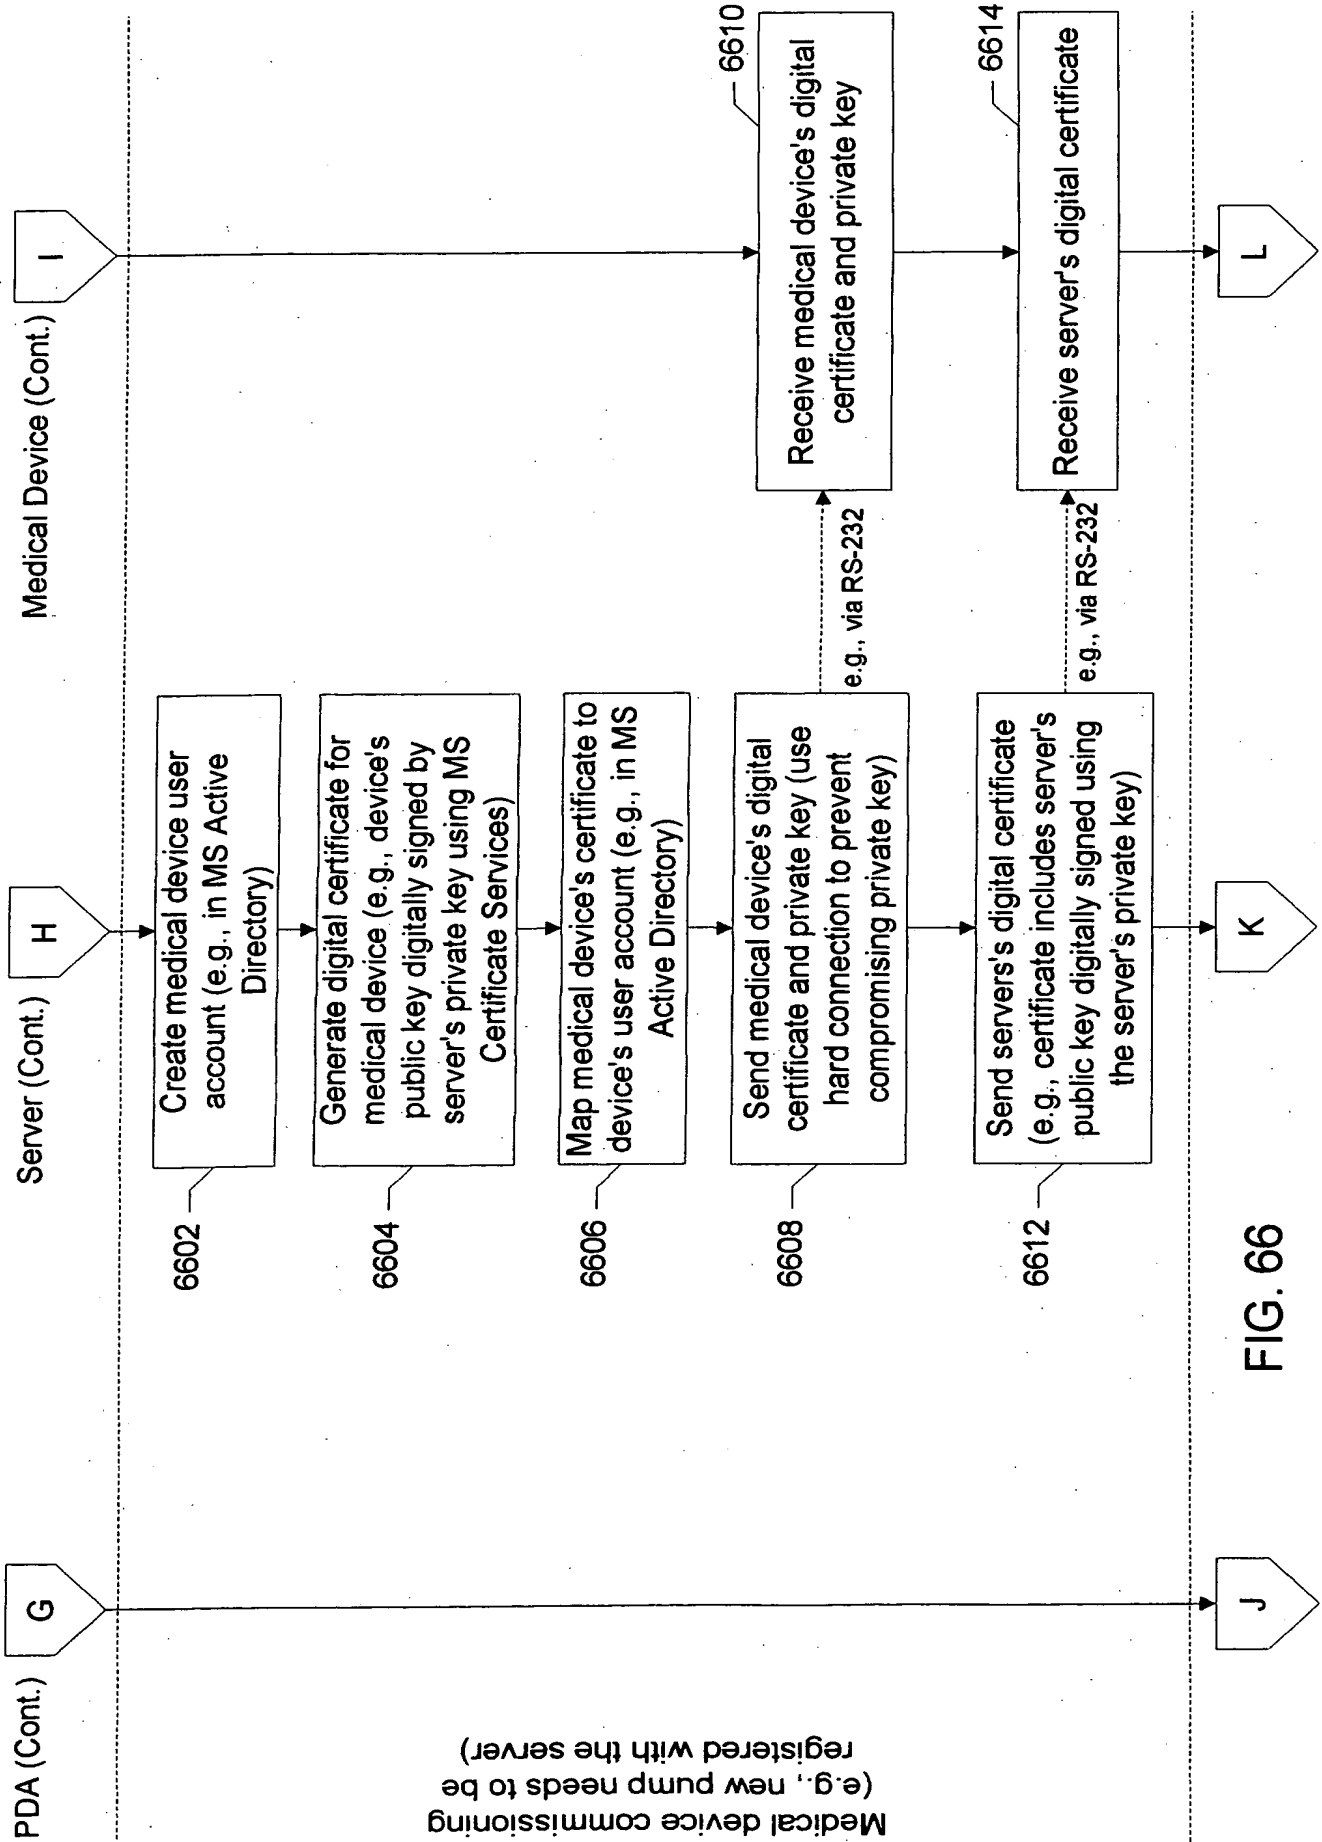 PDA (Cont.)
G
Server (Cont.)
H
Medical Device (Cont.)
I
Medical device commissioning
(e.g., new pump needs to be
registered with the server)
6602
Create medical device user
account (e.g., in MS Active
Directory)
6604
Generate digital certificate for
medical device (e.g., device's
public key digitally signed by
server's private key using MS
Certificate Services)
6606
Map medical device's certificate to
device's user account (e.g., in MS
Active Directory)
6608
Send medical device's digital
certificate and private key (use
hard connection to prevent
compromising private key)
e.g., via RS-232
6610
Receive medical device's digital
certificate and private key
6612
Send servers's digital certificate
(e.g., certificate includes server's
public key digitally signed using
the server's private key)
e.g., via RS-232
6614
Receive server's digital certificate
J
K
L
FIG. 66